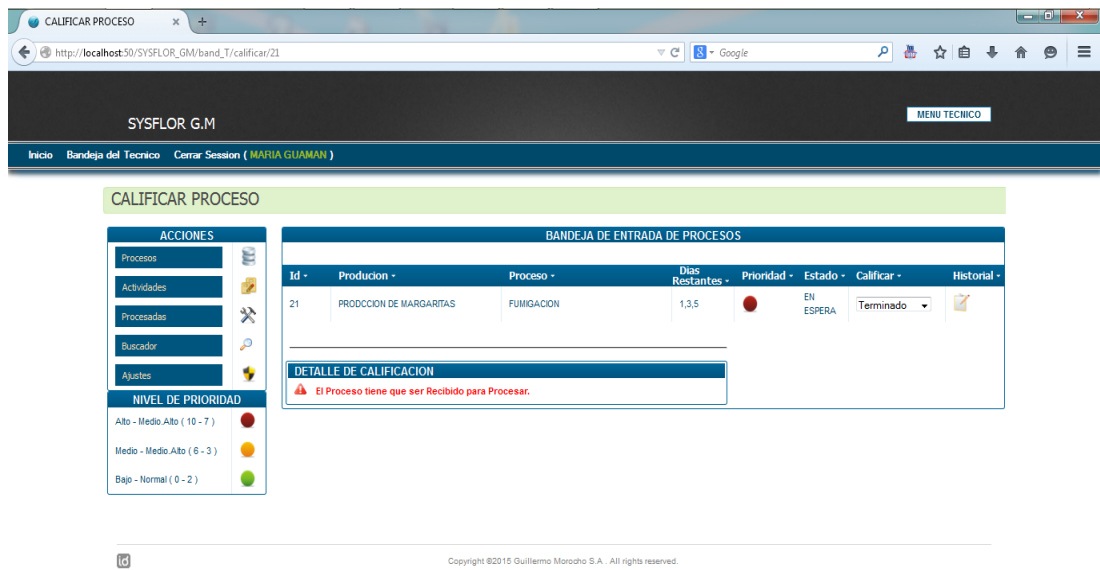 CALIFICAR PROCESO
http://localhost:50/SYSFLOR_GM/band_T/calificar/21
Google
SYSFLOR G.M
MENU TECNICO
Inicio Bandeja del Tecnico Cerrar Session ( MARIA GUAMAN )
CALIFICAR PROCESO
ACCIONES
Procesos
Actividades
Procesadas
Buscador
Ajustes
NIVEL DE PRIORIDAD
Alto - Medio.Alto ( 10 - 7 )
Medio - Medio.Alto ( 6 - 3 )
Bajo - Normal ( 0 - 2 )
BANDEJA DE ENTRADA DE PROCESOS
Id Producion Proceso Dias Restantes Prioridad Estado Calificar Historial
21 PRODCCION DE MARGARITAS FUMIGACION 1,3,5 EN ESPERA Terminado
DETALLE DE CALIFICACION
El Proceso tiene que ser Recibido para Procesar.
Copyright ©2015 Guillermo Morocho S.A . All rights reserved.